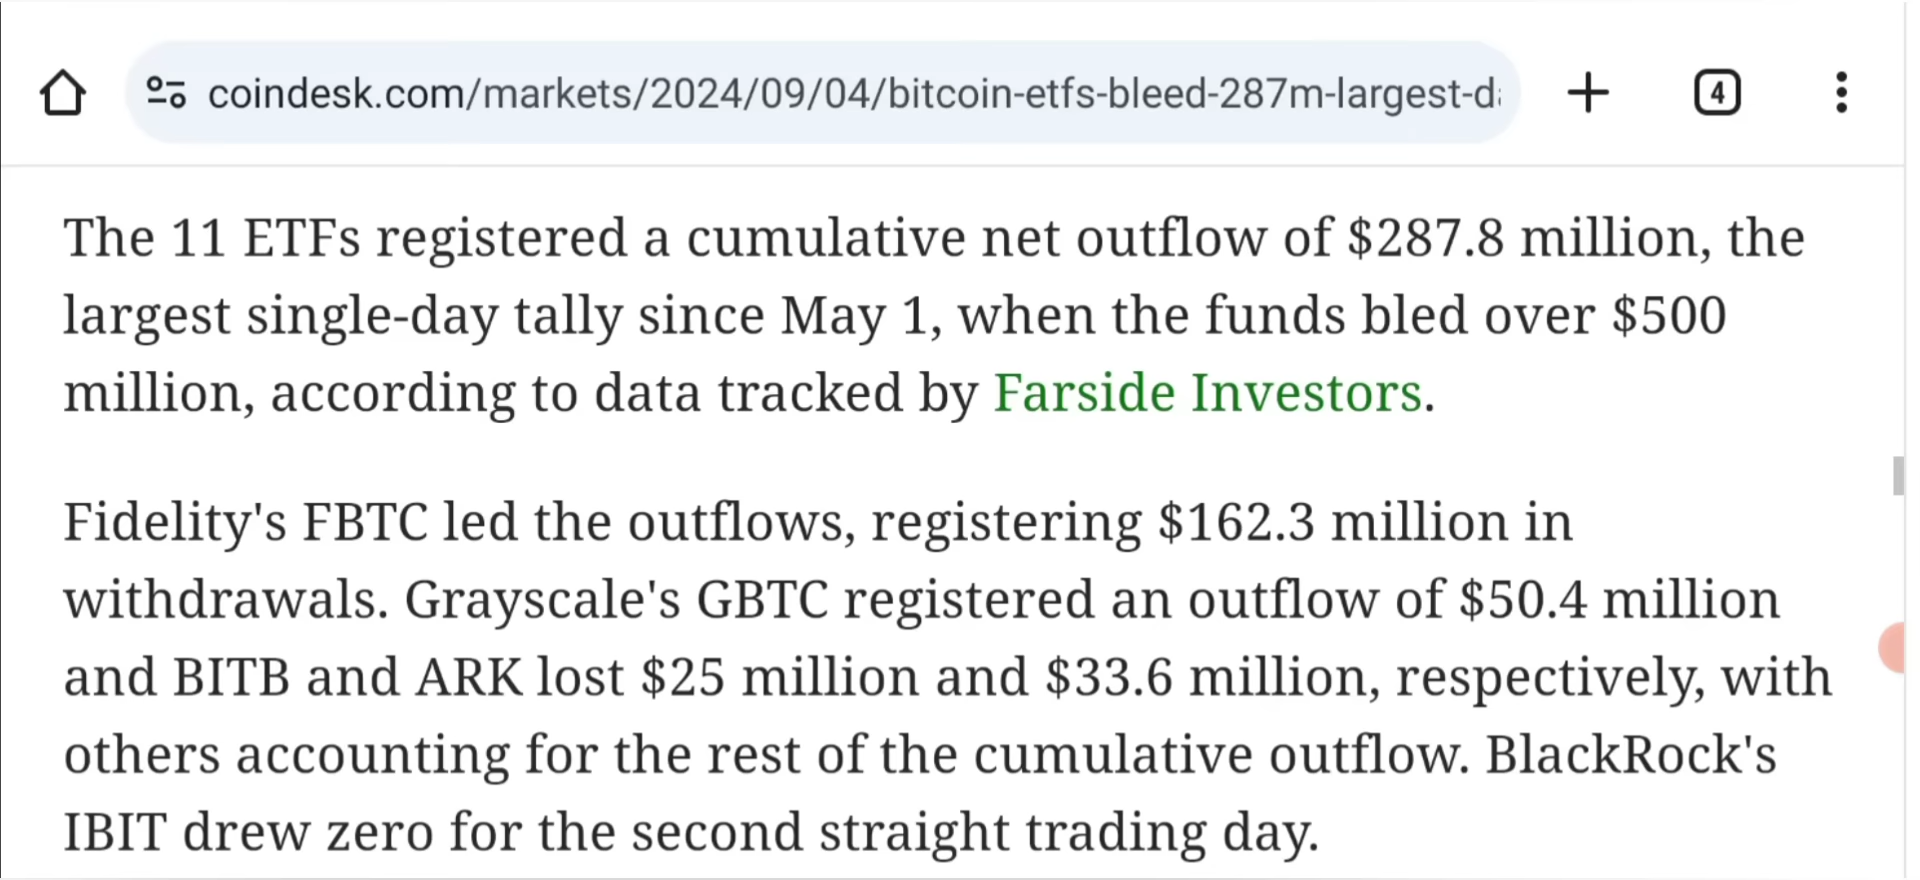 coindesk.com/markets/2024/09/04/bitcoin-etfs-bleed-287m-largest-d
4
The 11 ETFs registered a cumulative net outflow of $287.8 million, the
largest single-day tally since May 1, when the funds bled over $500
million, according to data tracked by Farside Investors.
Fidelity's FBTC led the outflows, registering $162.3 million in
withdrawals. Grayscale's GBTC registered an outflow of $50.4 million
and BITB and ARK lost $25 million and $33.6 million, respectively, with
others accounting for the rest of the cumulative outflow. BlackRock's
IBIT drew zero for the second straight trading day.